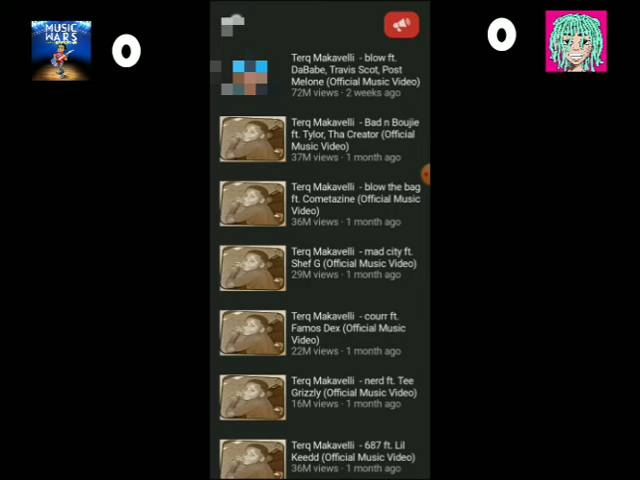 MUSIC
WARS
0
0
Terq Makavelli - blow ft.
DaBabe, Travis Scot, Post
Melone (Official Music Video)
72M views · 2 weeks ago
Terq Makavelli - Bad n Boujie
ft. Tylor, Tha Creator (Official
Music Video)
37M views · 1 month ago
Terq Makavelli - blow the bag
ft. Cometazine (Official Music
Video)
36M views · 1 month ago
Terq Makavelli - mad city ft.
Shef G (Official Music Video)
29M views · 1 month ago
Terq Makavelli - courr ft.
Famos Dex (Official Music
Video)
22M views · 1 month ago
Terq Makavelli - nerd ft. Tee
Grizzly (Official Music Video)
16M views · 1 month ago
Terq Makavelli - 687 ft. Lil
Keedd (Official Music Video)
36M views · 1 month ago